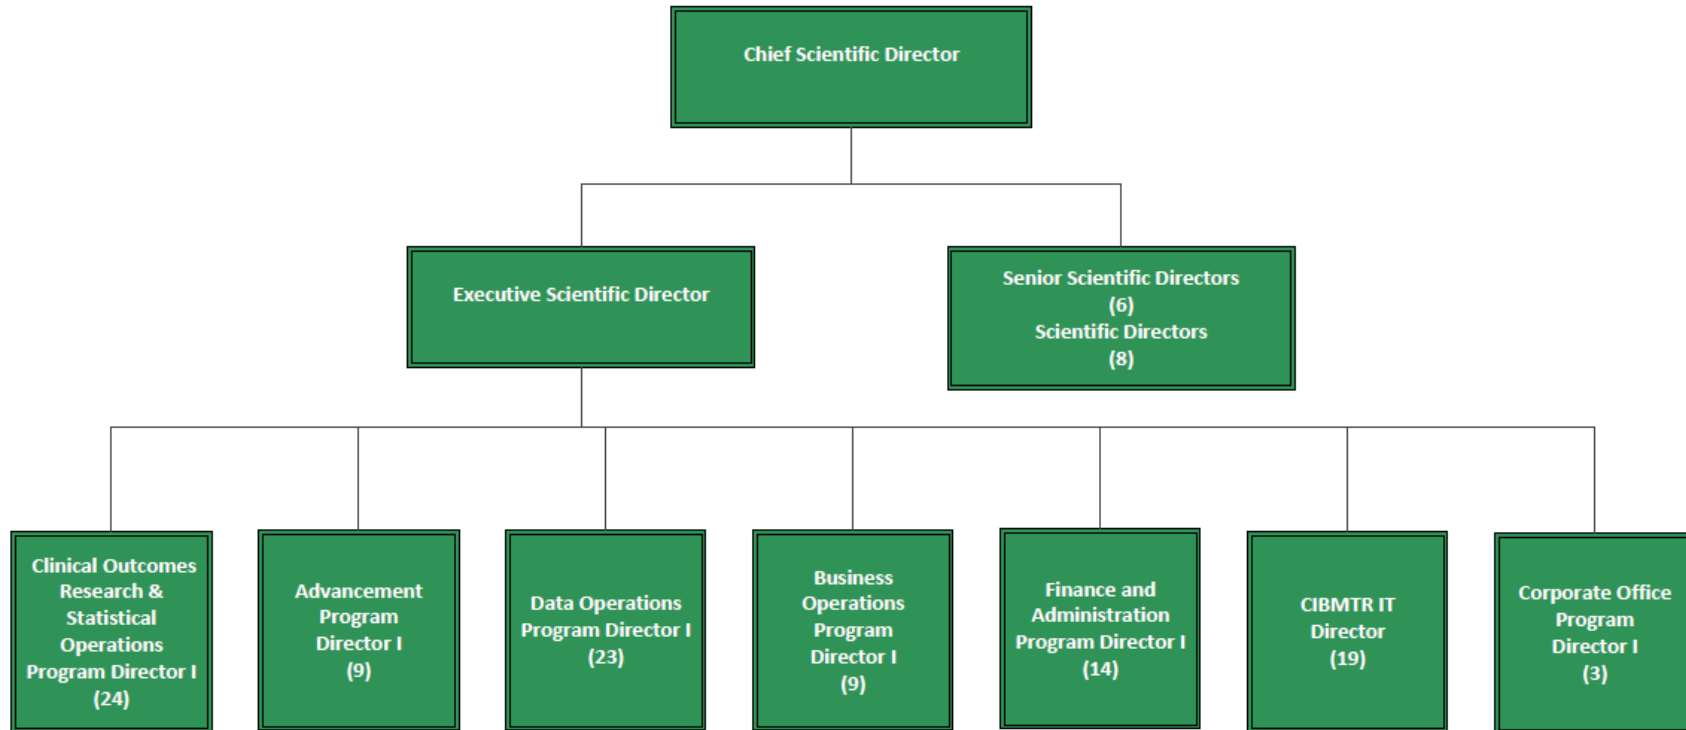 Chief Scientific Director
Executive Scientific Director
Senior Scientific Directors
(6)
Scientific Directors
(8)
Clinical Outcomes
Research &
Statistical
Operations
Program Director I
(24)
Advancement
Program
Director I
(9)
Data Operations
Program Director I
(23)
Business
Operations
Program
Director I
(9)
Finance and
Administration
Program Director I
(14)
CIBMTR IT
Director
(19)
Corporate Office
Program
Director I
(3)